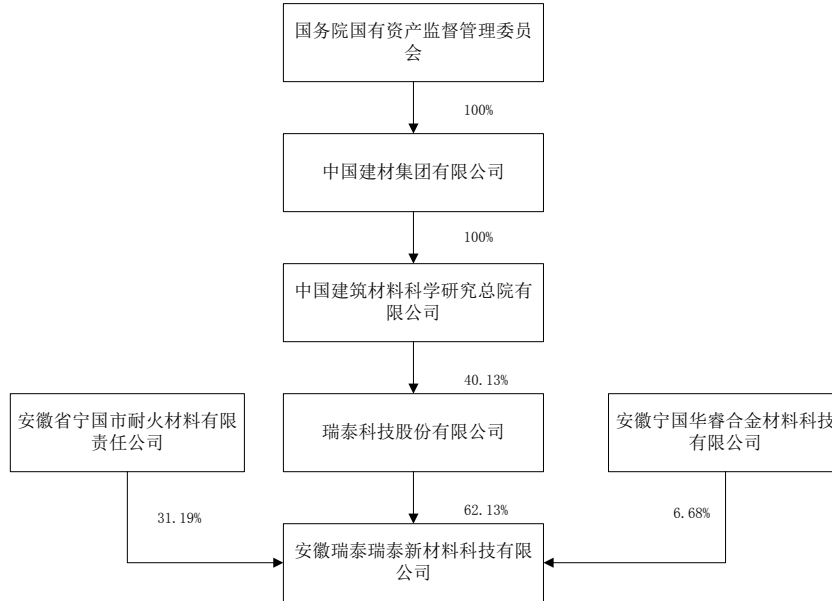 国务院国有资产监督管理委员
会
100%
中国建材集团有限公司
100%
中国建筑材料科学研究总院有
限公司
40.13%
安徽省宁国市耐火材料有限
责任公司
瑞泰科技股份有限公司
安徽宁国华睿合金材料科技
有限公司
31.19%
62.13%
6.68%
安徽瑞泰瑞泰新材料科技有限
公司